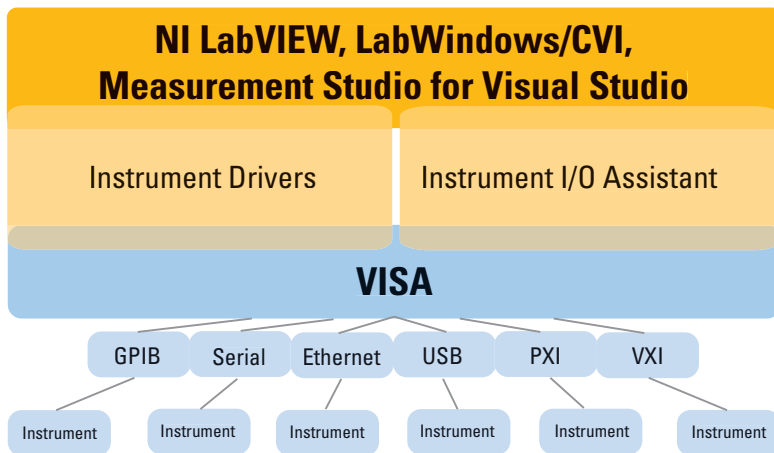 NI LabVIEW, LabWindows/CVI,
Measurement Studio for Visual Studio
Instrument Drivers
Instrument I/O Assistant
VISA
GPIB
Serial
Ethernet
USB
PXI
VXI
Instrument
Instrument
Instrument
Instrument
Instrument
Instrument